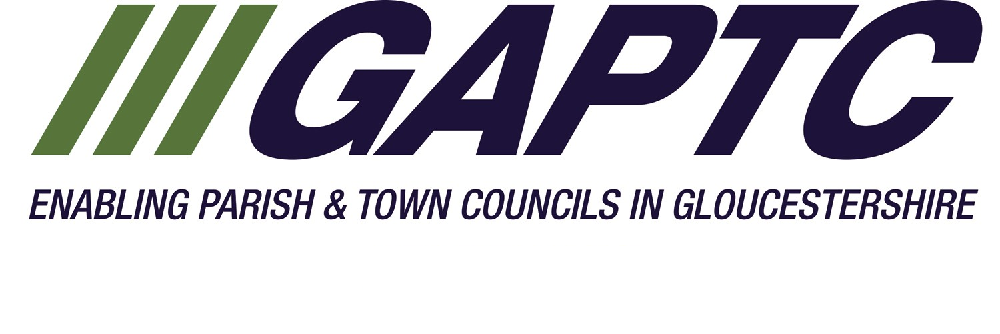 GAPTC
ENABLING PARISH & TOWN COUNCILS IN GLOUCESTERSHIRE